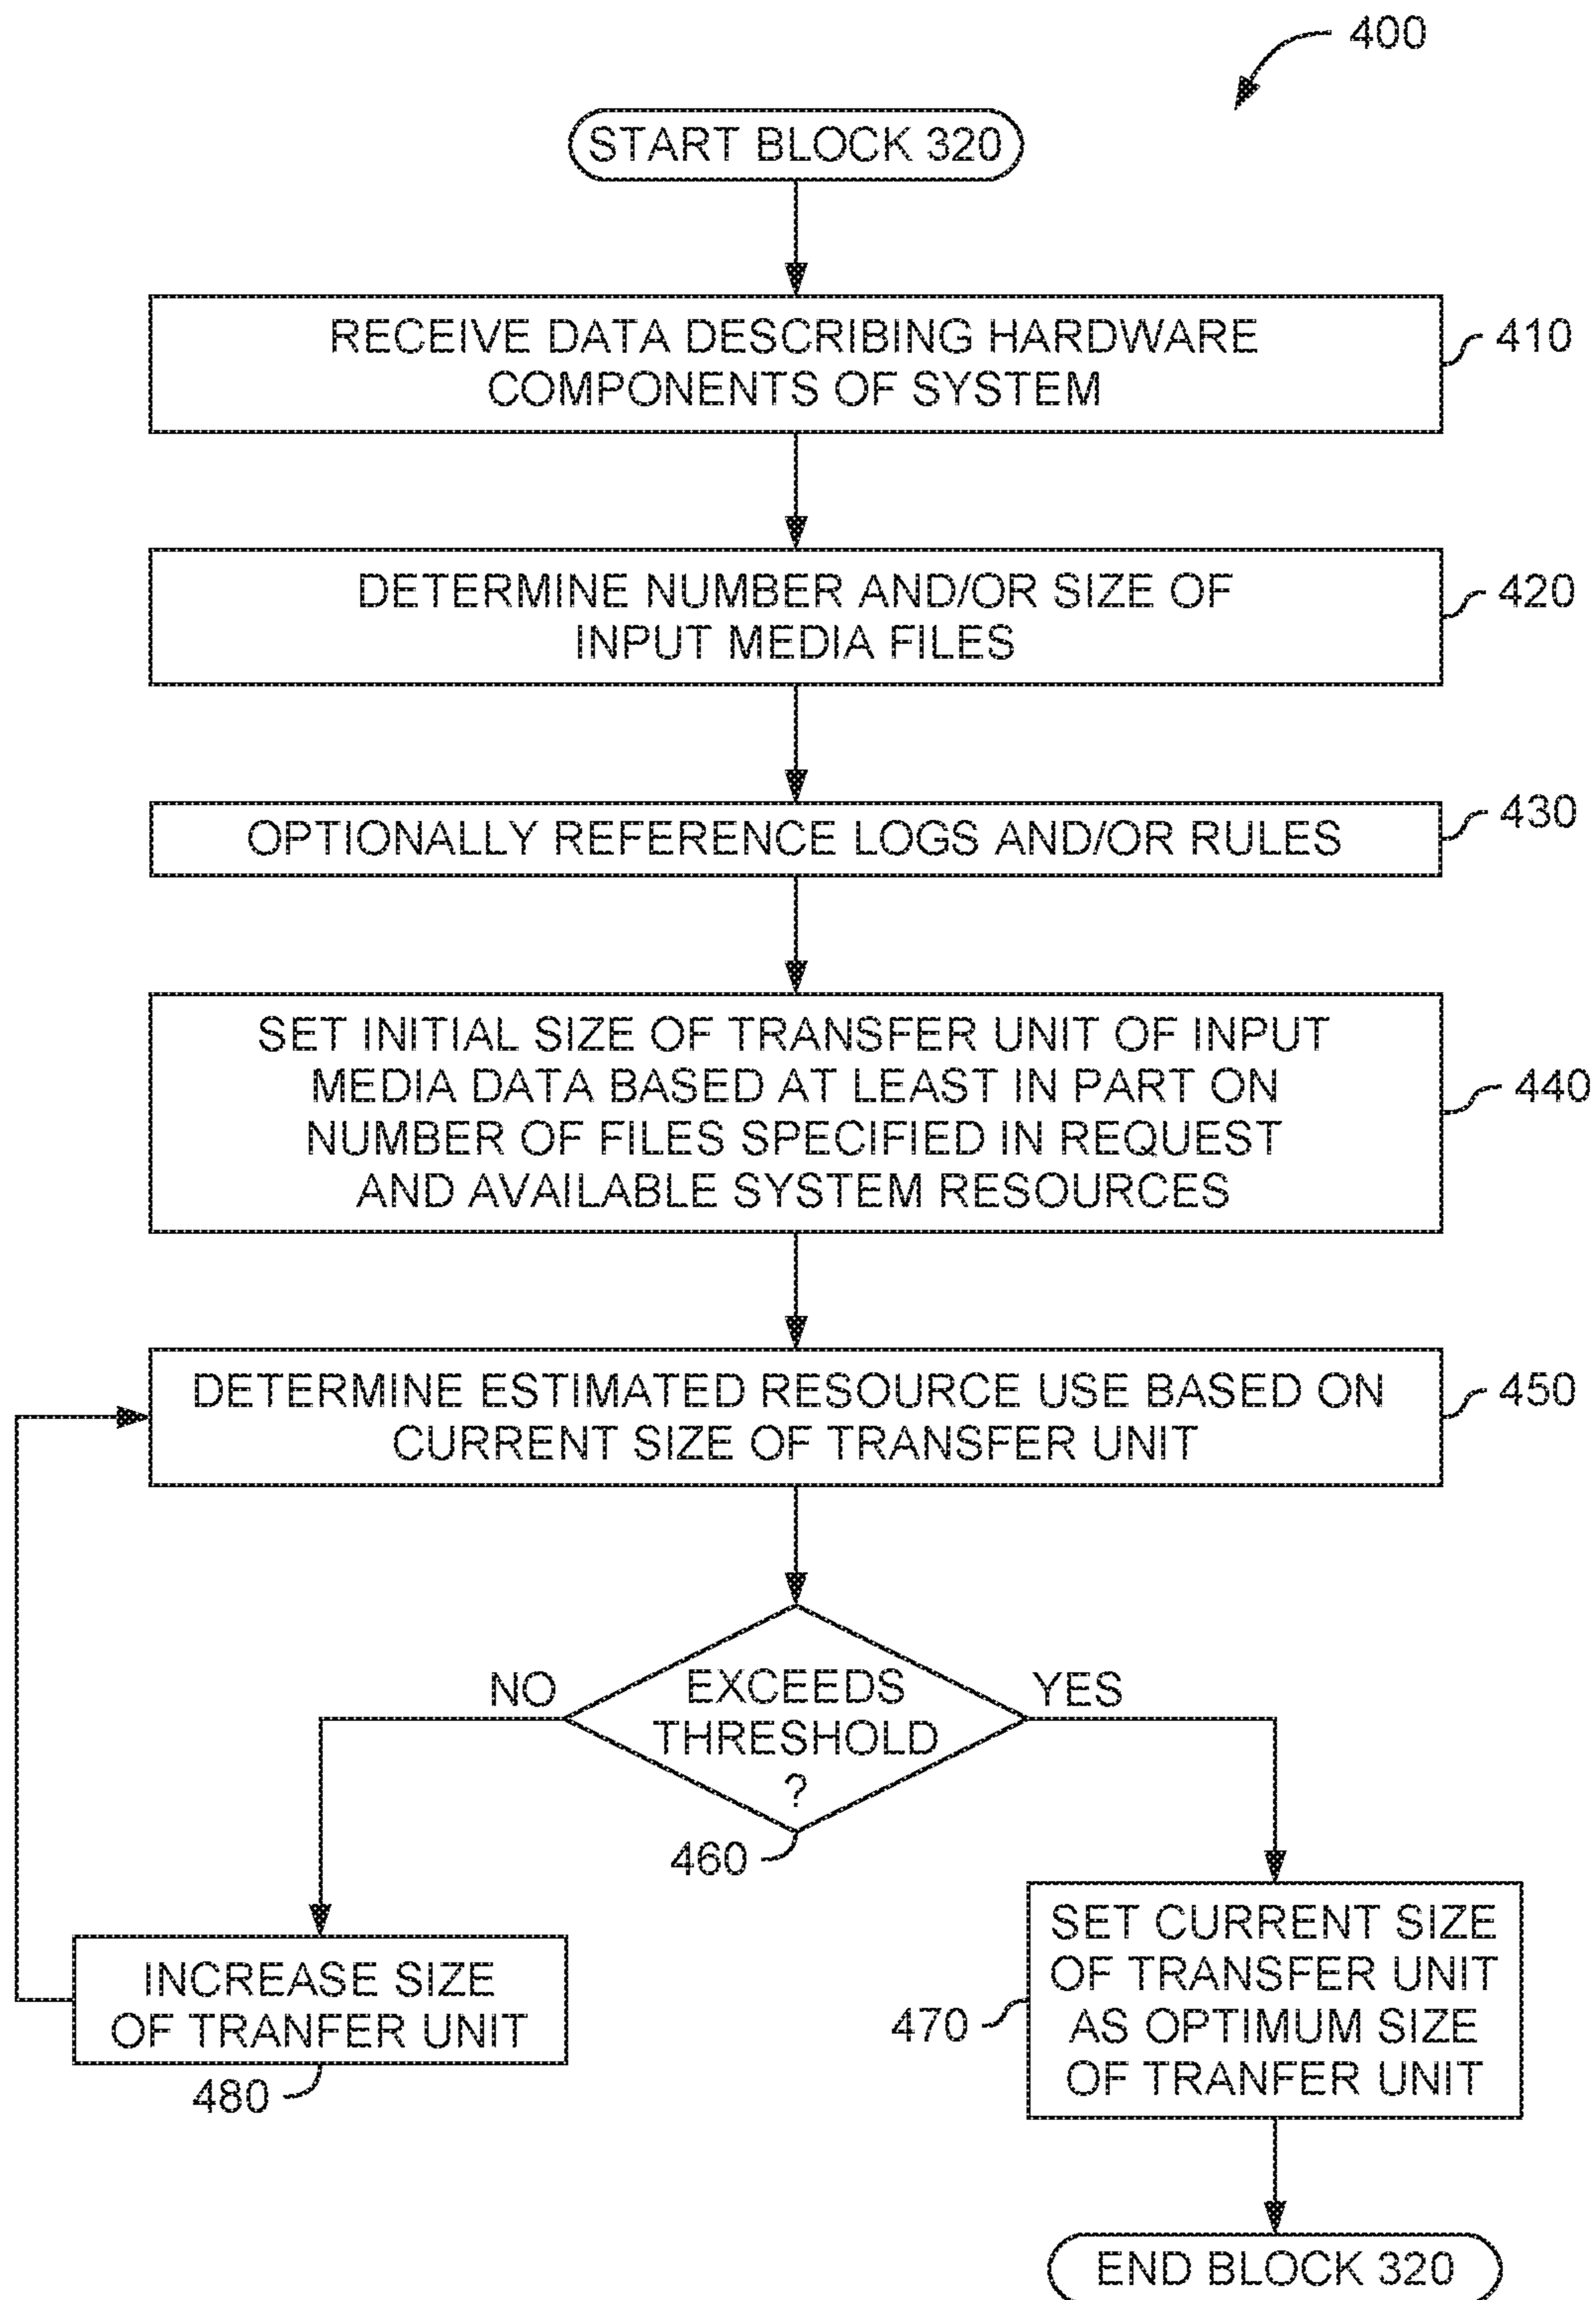 400
START BLOCK 320
RECEIVE DATA DESCRIBING HARDWARE
COMPONENTS OF SYSTEM
410
DETERMINE NUMBER AND/OR SIZE OF
INPUT MEDIA FILES
420
OPTIONALLY REFERENCE LOGS AND/OR RULES
430
SET INITIAL SIZE OF TRANSFER UNIT OF INPUT
MEDIA DATA BASED AT LEAST IN PART ON
NUMBER OF FILES SPECIFIED IN REQUEST
AND AVAILABLE SYSTEM RESOURCES
440
DETERMINE ESTIMATED RESOURCE USE BASED ON
CURRENT SIZE OF TRANSFER UNIT
450
NO
EXCEEDS
THRESHOLD
?
YES
460
INCREASE SIZE
OF TRANFER UNIT
480
SET CURRENT SIZE
OF TRANSFER UNIT
AS OPTIMUM SIZE
OF TRANFER UNIT
470
END BLOCK 320